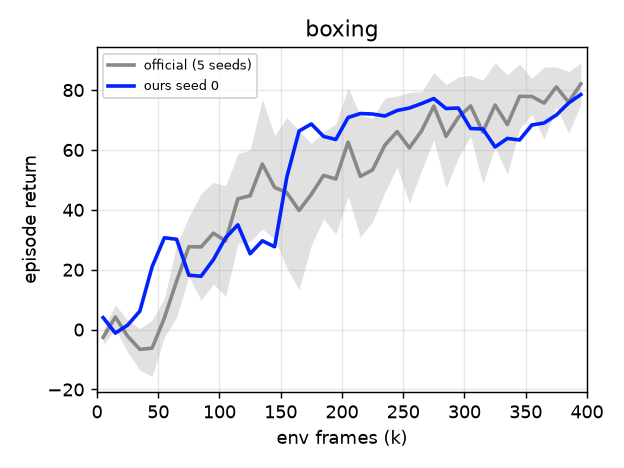 boxing
official (5 seeds)
ours seed 0
episode return
80
60
40
20
0
−20
0 50 100 150 200 250 300 350 400
env frames (k)